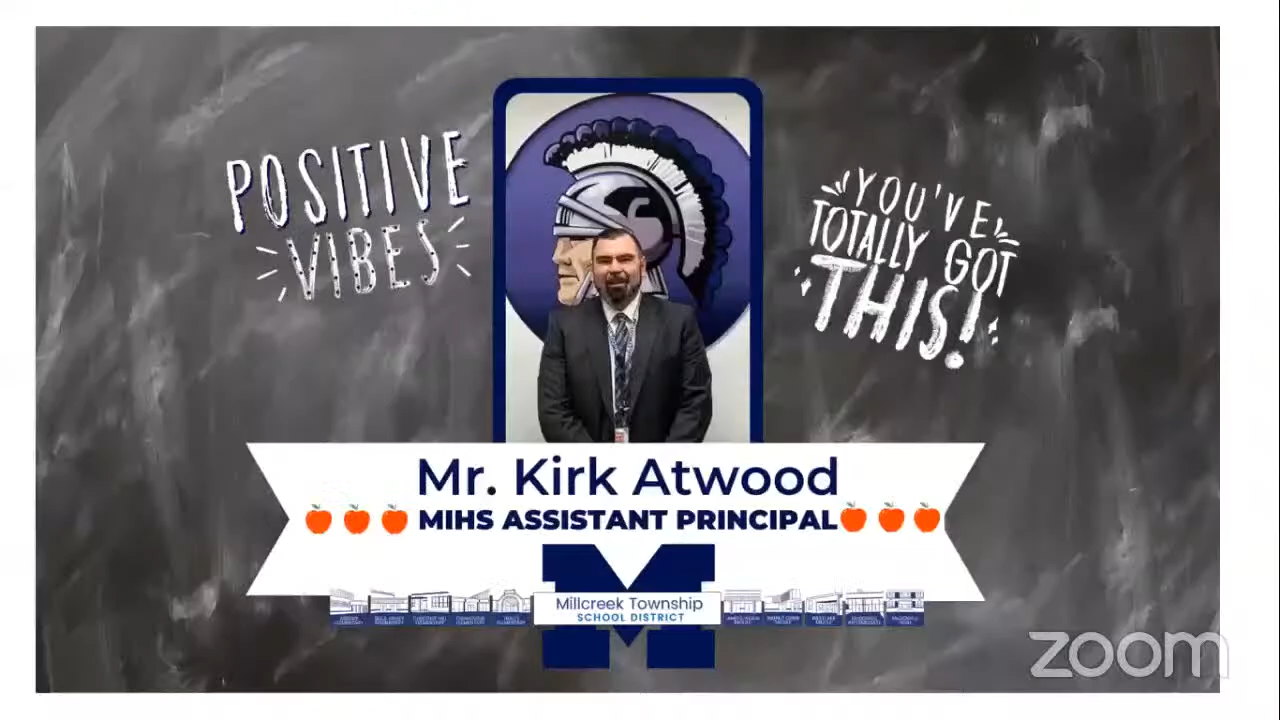 POSITIVE
VIBES
YOU'VE
TOTALLY GOT
THIS!
Mr. Kirk Atwood
MIHS ASSISTANT PRINCIPAL
Millcreek Township
SCHOOL DISTRICT
zoom